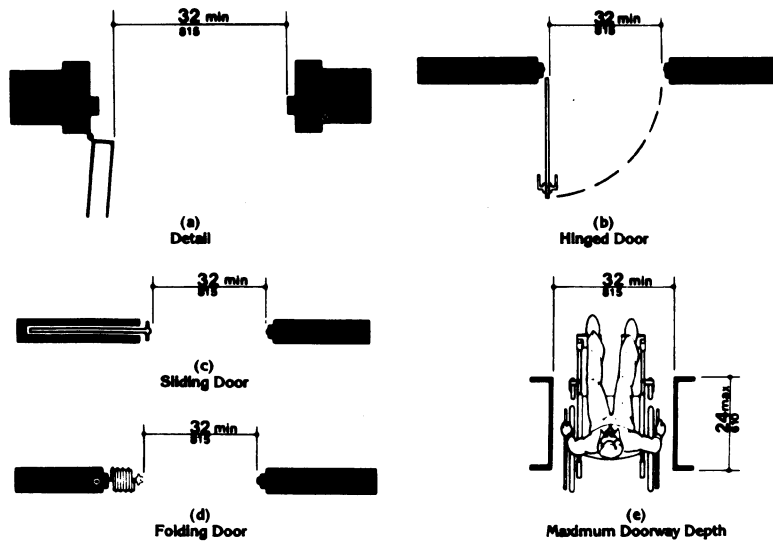 32 min
815
(a)
Detail
32 min
815
(b)
Hinged Door
32 min
815
(c)
Sliding Door
32 min
815
(d)
Folding Door
32 min
815
24 max
610
(e)
Maximum Doorway Depth